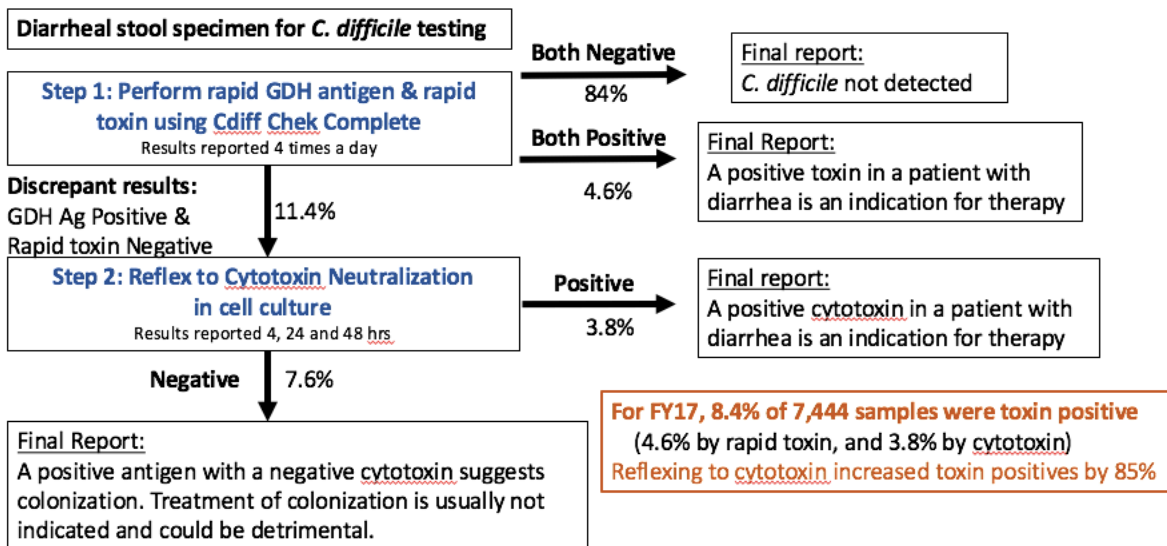 Diarrheal stool specimen for C. difficile testing
Step 1: Perform rapid GDH antigen & rapid
toxin using Cdiff Chek Complete
Results reported 4 times a day
Both Negative
84%
Final report:
C. difficile not detected
Both Positive
4.6%
Final Report:
A positive toxin in a patient with
diarrhea is an indication for therapy
Discrepant results:
GDH Ag Positive &
Rapid toxin Negative
11.4%
Step 2: Reflex to Cytotoxin Neutralization
in cell culture
Results reported 4, 24 and 48 hrs
Positive
3.8%
Final report:
A positive cytotoxin in a patient with
diarrhea is an indication for therapy
Negative
7.6%
Final Report:
A positive antigen with a negative cytotoxin suggests
colonization. Treatment of colonization is usually not
indicated and could be detrimental.
For FY17, 8.4% of 7,444 samples were toxin positive
(4.6% by rapid toxin, and 3.8% by cytotoxin)
Reflexing to cytotoxin increased toxin positives by 85%